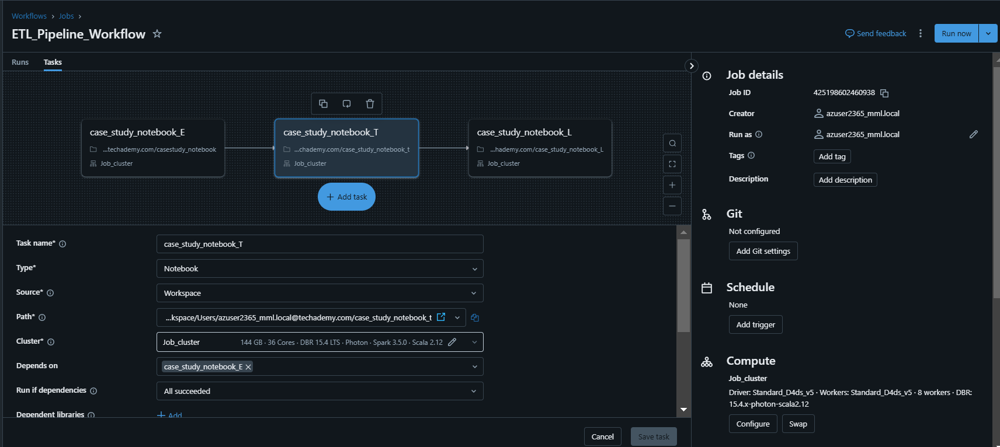 Workflows > Jobs >
ETL_Pipeline_Workflow
Send feedback
Run now
Runs
Tasks
case_study_notebook_E
...techademy.com/casestudy_notebook
Job_cluster
case_study_notebook_T
...chademy.com/case_study_notebook_t
Job_cluster
case_study_notebook_L
...hademy.com/case_study_notebook_L
Job_cluster
+ Add task
Task name* case_study_notebook_T
Type* Notebook
Source* Workspace
Path* ...kspace/Users/azuser2365_mml.local@techademy.com/case_study_notebook_t
Cluster* Job_cluster 144 GB · 36 Cores · DBR 15.4 LTS · Photon · Spark 3.5.0 · Scala 2.12
Depends on case_study_notebook_E
Run if dependencies All succeeded
Dependent libraries + Add
Cancel
Save task
Job details
Job ID 425198602460938
Creator azuser2365_mml.local
Run as azuser2365_mml.local
Tags Add tag
Description Add description
Git
Not configured
Add Git settings
Schedule
None
Add trigger
Compute
Job_cluster
Driver: Standard_D4ds_v5 · Workers: Standard_D4ds_v5 · 8 workers · DBR:
15.4.x-photon-scala2.12
Configure
Swap